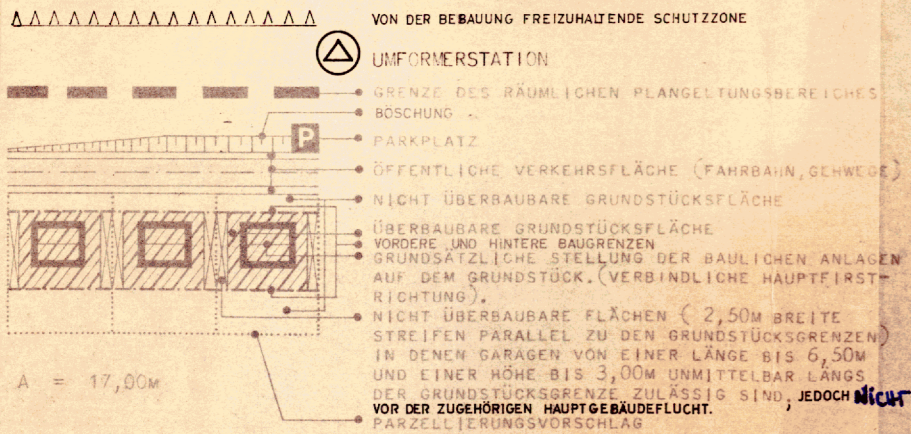 VON DER BEBAUUNG FREIZUHALTENDE SCHUTZZONE
UMFORMERSTATION
GRENZE DES RÄUMLICHEN PLANGELTUNGSBEREICHES
BÖSCHUNG
P
PARKPLATZ
ÖFFENTLICHE VERKEHRSFLÄCHE (FAHRBAHN, GEHWEGE)
NICHT ÜBERBAUBARE GRUNDSTÜCKSFLÄCHE
ÜBERBAUBARE GRUNDSTÜCKSFLÄCHE
VORDERE UND HINTERE BAUGRENZEN
GRUNDSÄTZLICHE STELLUNG DER BAULICHEN ANLAGEN
AUF DEM GRUNDSTÜCK. (VERBINDLICHE HAUPTFIRST-
RICHTUNG).
NICHT ÜBERBAUBARE FLÄCHEN ( 2,50M BREITE
STREIFEN PARALLEL ZU DEN GRUNDSTÜCKSGRENZEN)
IN DENEN GARAGEN VON EINER LÄNGE BIS 6,50M
UND EINER HÖHE BIS 3,00M UNMITTELBAR LÄNGS
DER GRUNDSTÜCKSGRENZE ZULÄSSIG SIND, JEDOCH NICHT
VOR DER ZUGEHÖRIGEN HAUPTGEBÄUDEFLUCHT.
PARZELLIERUNGSVORSCHLAG
A = 17,00M